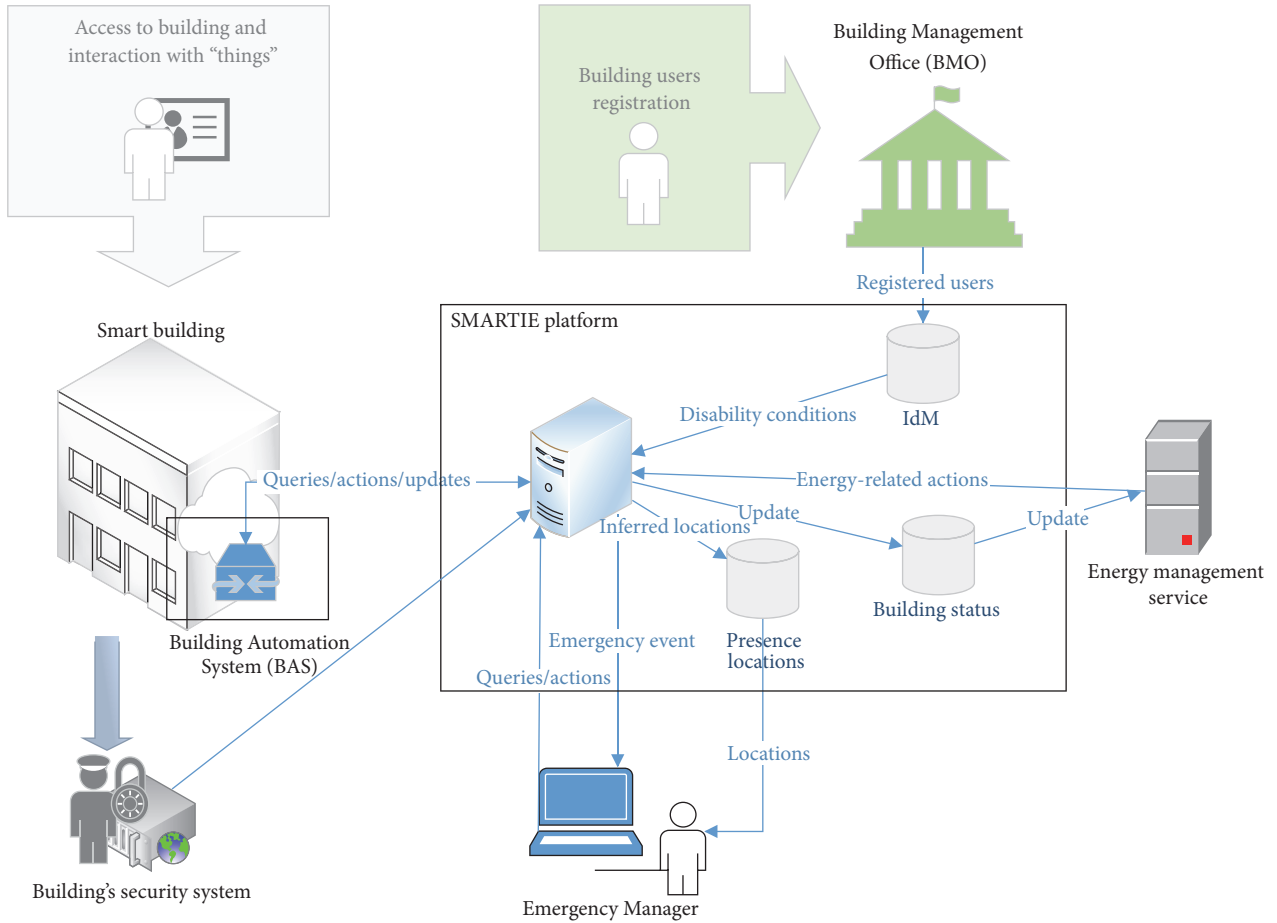 Access to building and
interaction with “things”
Building users
registration
Building Management
Office (BMO)
Registered users
Smart building
SMARTIE platform
IdM
Disability conditions
Queries/actions/updates
Energy-related actions
Inferred locations
Update
Update
Building status
Energy management
service
Building Automation
System (BAS)
Emergency event
Presence
locations
Queries/actions
Locations
Building's security system
Emergency Manager